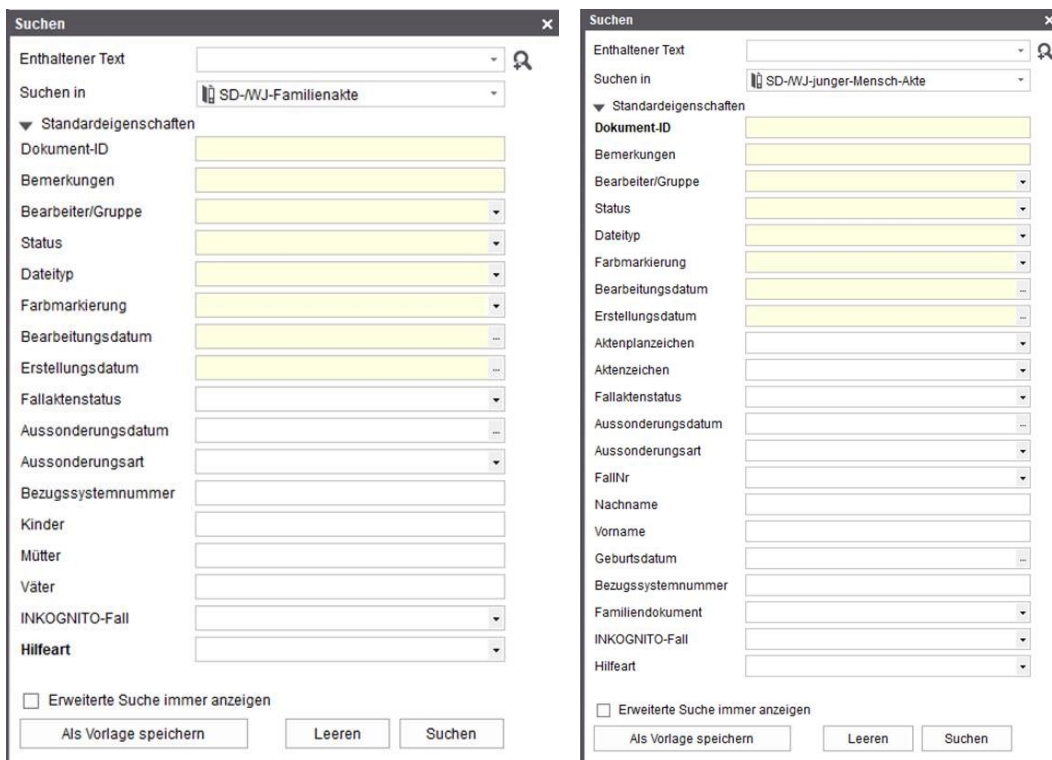 Suchen
Enthaltener Text
Suchen in SD-/WJ-Familienakte
Standardeigenschaften
Dokument-ID
Bemerkungen
Bearbeiter/Gruppe
Status
Dateityp
Farbmarkierung
Bearbeitungsdatum
Erstellungsdatum
Fallaktenstatus
Aussonderungsdatum
Aussonderungsart
Bezugssystemnummer
Kinder
Mütter
Väter
INKOGNITO-Fall
Hilfeart
Erweiterte Suche immer anzeigen
Als Vorlage speichern Leeren Suchen
Suchen
Enthaltener Text
Suchen in SD-/WJ-junger-Mensch-Akte
Standardeigenschaften
Dokument-ID
Bemerkungen
Bearbeiter/Gruppe
Status
Dateityp
Farbmarkierung
Bearbeitungsdatum
Erstellungsdatum
Aktenplanzeichen
Aktenzeichen
Fallaktenstatus
Aussonderungsdatum
Aussonderungsart
FallNr
Nachname
Vorname
Geburtsdatum
Bezugssystemnummer
Familiendokument
INKOGNITO-Fall
Hilfeart
Erweiterte Suche immer anzeigen
Als Vorlage speichern Leeren Suchen